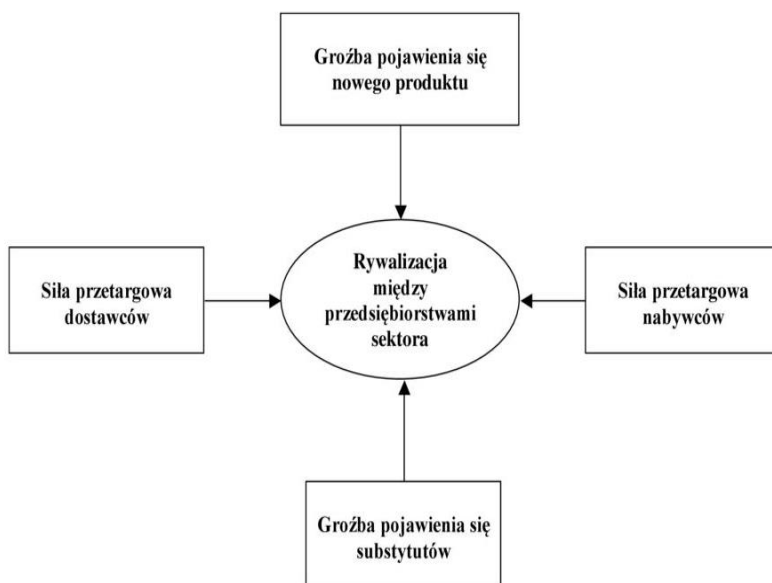 Groźba pojawienia się
nowego produktu
Siła przetargowa
dostawców
Rywalizacja
między
przedsiębiorstwami
sektora
Siła przetargowa
nabywców
Groźba pojawienia się
substytutów